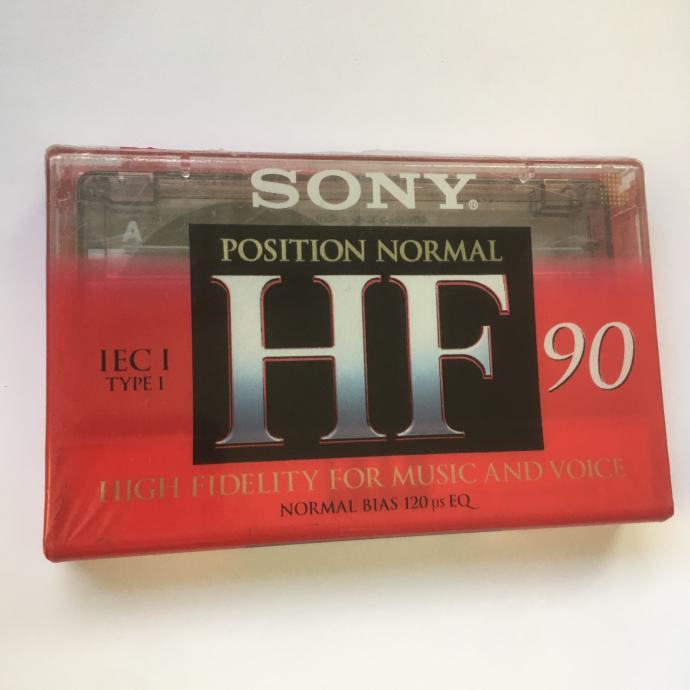 SONY®
A
POSITION NORMAL
HF
90
IEC I
TYPE I
HIGH FIDELITY FOR MUSIC AND VOICE
NORMAL BIAS 120 µs EQ